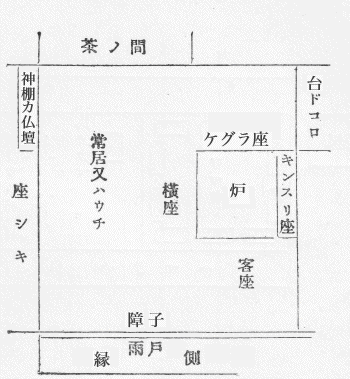 茶ノ間
神棚カ仏壇
台ドコロ
座シキ
常居又ハウチ
横座
ケグラ座
炉
キンスリ座
客座
障子
雨戸
縁側